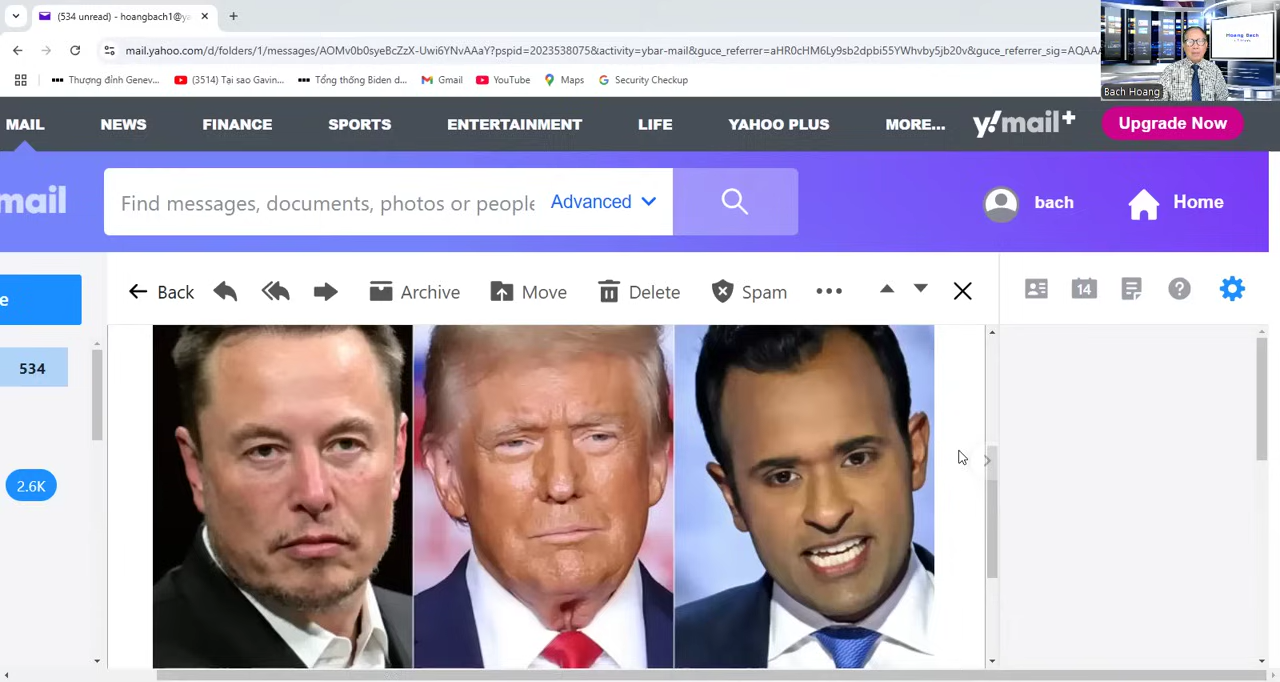 (534 unread) - hoangbach1@y
mail.yahoo.com/d/folders/1/messages/AOMv0b0syeBcZzX-Uwi6YNvAAaY3?pspid=2023538075&activity=ybar-mail&guce_referrer=aHR0cHM6Ly9sb2dpbi55YWhvby5jb20v&guce_referrer_sig=AQAA
Thượng đỉnh Genev... (3514) Tại sao Gavin... Tổng thống Biden d... Gmail YouTube Maps Security Checkup
Hoang Bach
Bach Hoang
MAIL NEWS FINANCE SPORTS ENTERTAINMENT LIFE YAHOO PLUS MORE... y!mail+ Upgrade Now
mail Find messages, documents, photos or people Advanced bach Home
e Back Archive Move Delete Spam 14
534
2.6K